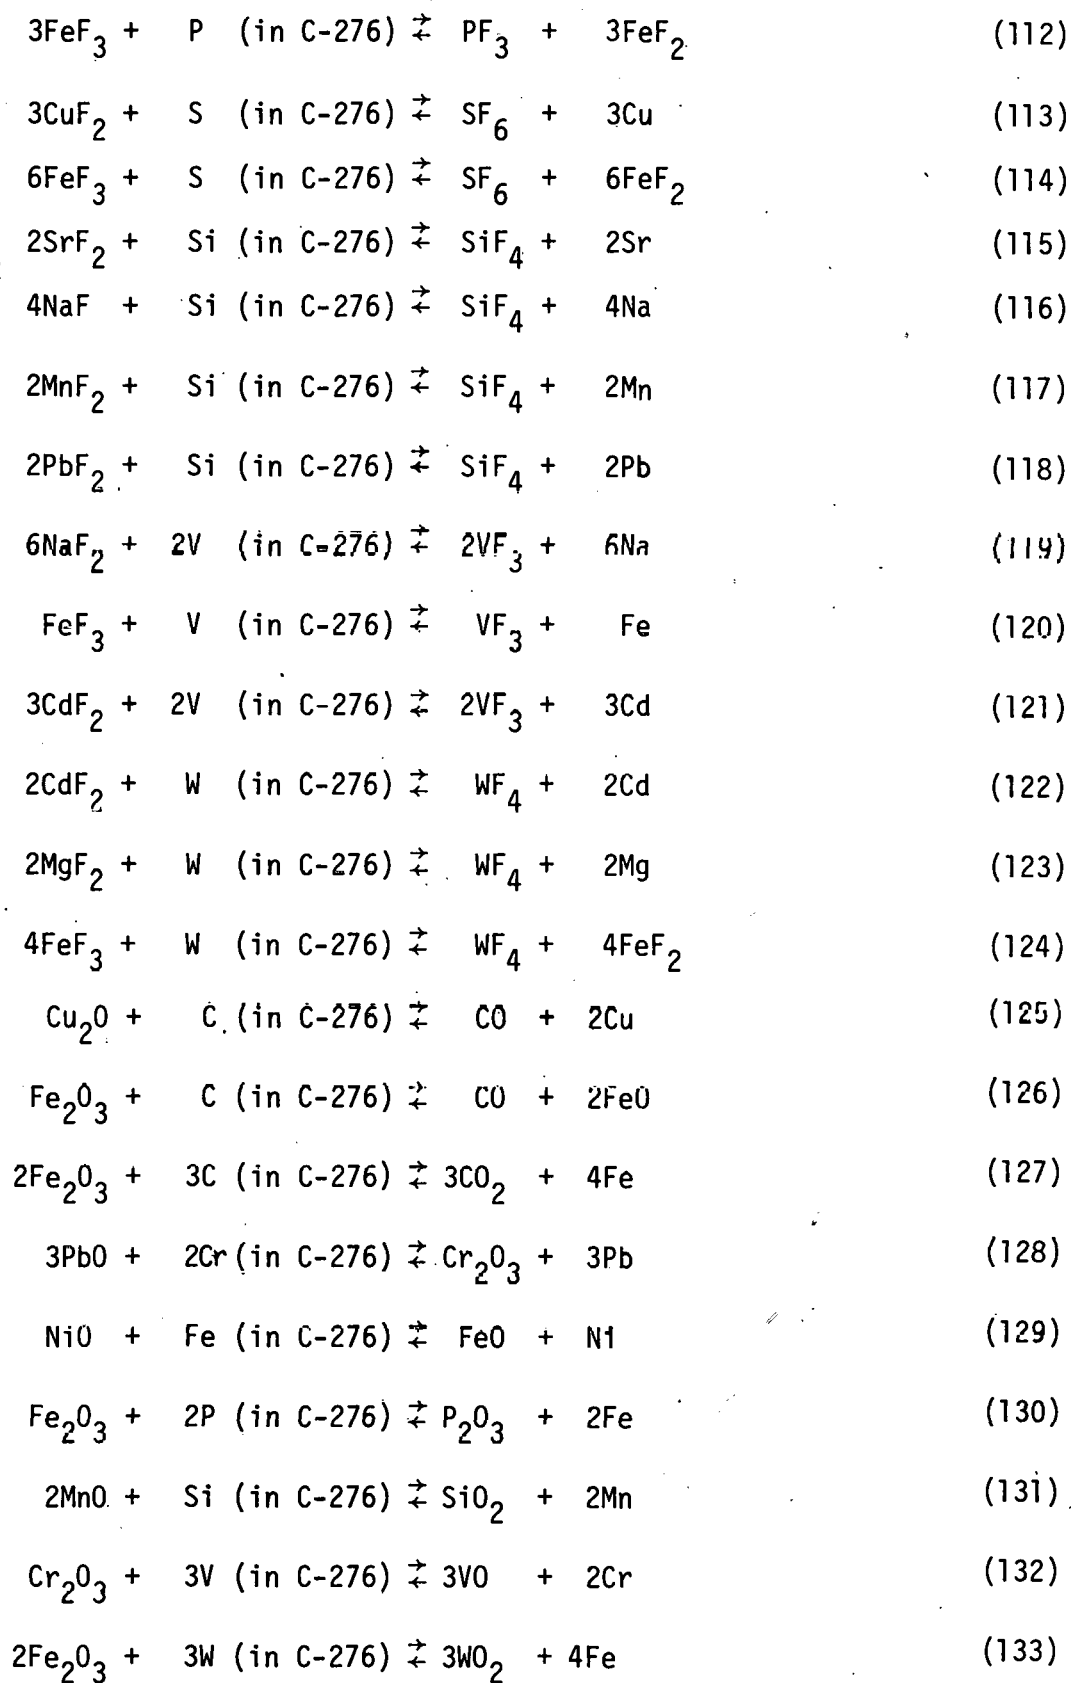 3FeF3 + P (in C-276) ⇄ PF3 + 3FeF2 (112)
3CuF2 + S (in C-276) ⇄ SF6 + 3Cu (113)
6FeF3 + S (in C-276) ⇄ SF6 + 6FeF2 (114)
2SrF2 + Si (in C-276) ⇄ SiF4 + 2Sr (115)
4NaF + Si (in C-276) ⇄ SiF4 + 4Na (116)
2MnF2 + Si (in C-276) ⇄ SiF4 + 2Mn (117)
2PbF2 + Si (in C-276) ⇄ SiF4 + 2Pb (118)
6NaF2 + 2V (in C-276) ⇄ 2VF3 + 6Na (119)
FeF3 + V (in C-276) ⇄ VF3 + Fe (120)
3CdF2 + 2V (in C-276) ⇄ 2VF3 + 3Cd (121)
2CdF2 + W (in C-276) ⇄ WF4 + 2Cd (122)
2MgF2 + W (in C-276) ⇄ WF4 + 2Mg (123)
4FeF3 + W (in C-276) ⇄ WF4 + 4FeF2 (124)
Cu2O + C (in C-276) ⇄ CO + 2Cu (125)
Fe2O3 + C (in C-276) ⇄ CO + 2FeO (126)
2Fe2O3 + 3C (in C-276) ⇄ 3CO2 + 4Fe (127)
3PbO + 2Cr (in C-276) ⇄ Cr2O3 + 3Pb (128)
NiO + Fe (in C-276) ⇄ FeO + Ni (129)
Fe2O3 + 2P (in C-276) ⇄ P2O3 + 2Fe (130)
2MnO + Si (in C-276) ⇄ SiO2 + 2Mn (131)
Cr2O3 + 3V (in C-276) ⇄ 3VO + 2Cr (132)
2Fe2O3 + 3W (in C-276) ⇄ 3WO2 + 4Fe (133)